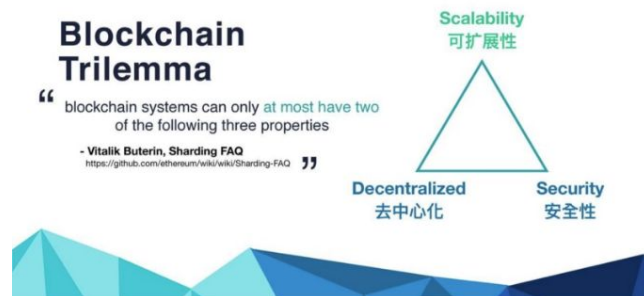 Blockchain
Trilemma
“ blockchain systems can only at most have two
of the following three properties
- Vitalik Buterin, Sharding FAQ
https://github.com/ethereum/wiki/wiki/Sharding-FAQ ”
Scalability
可扩展性
Decentralized
去中心化
Security
安全性